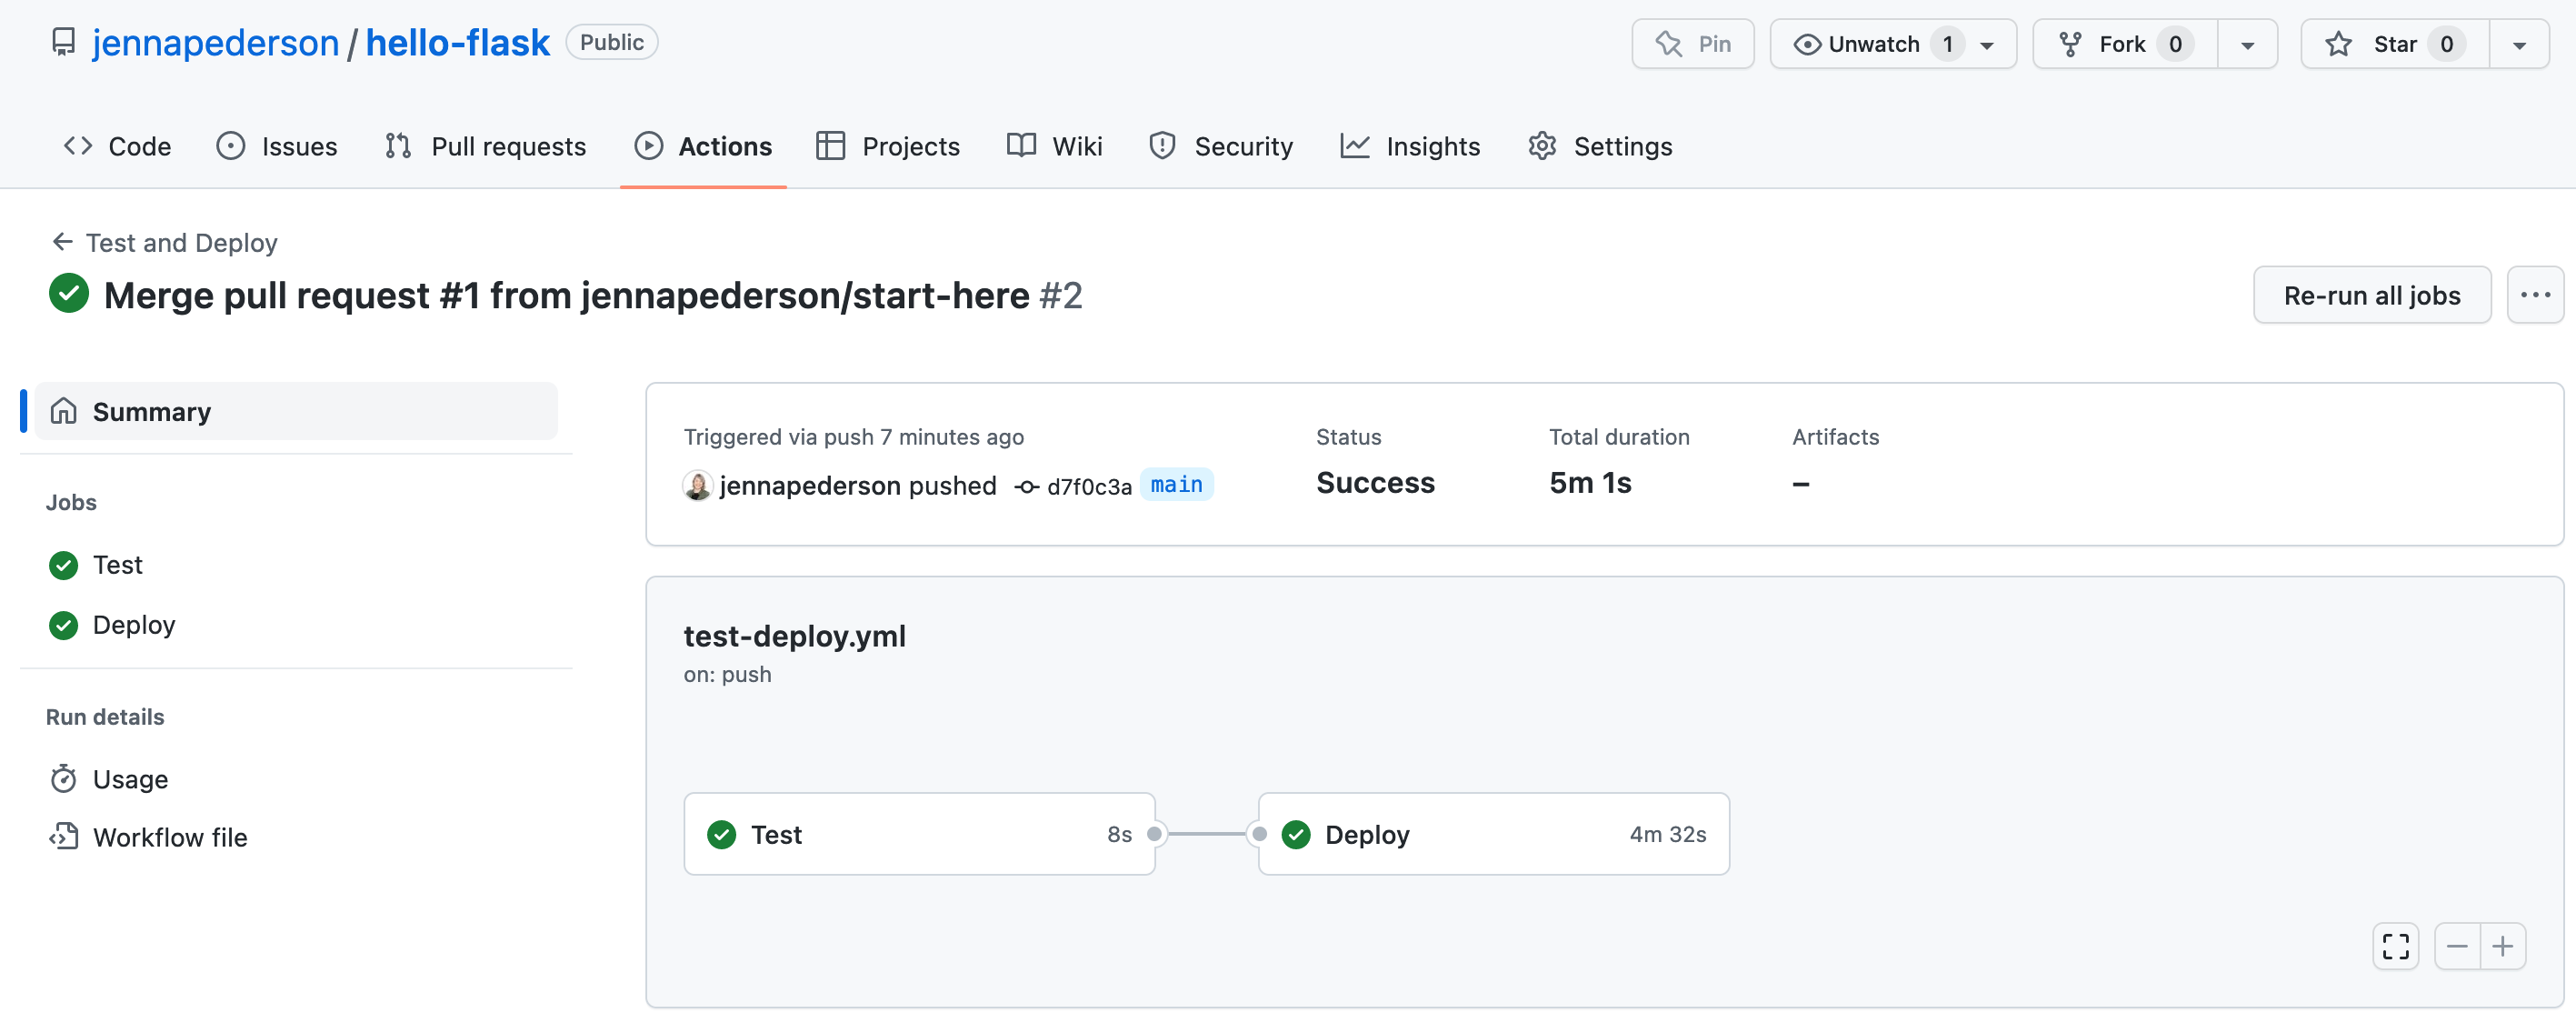 jennapederson / hello-flask Public Pin Unwatch 1 Fork 0 Star 0
Code Issues Pull requests Actions Projects Wiki Security Insights Settings
Test and Deploy
Merge pull request #1 from jennapederson/start-here #2 Re-run all jobs
Summary
Jobs
Test
Deploy
Run details
Usage
Workflow file
Triggered via push 7 minutes ago Status Total duration Artifacts
jennapederson pushed d7f0c3a main Success 5m 1s –
test-deploy.yml
on: push
Test 8s Deploy 4m 32s